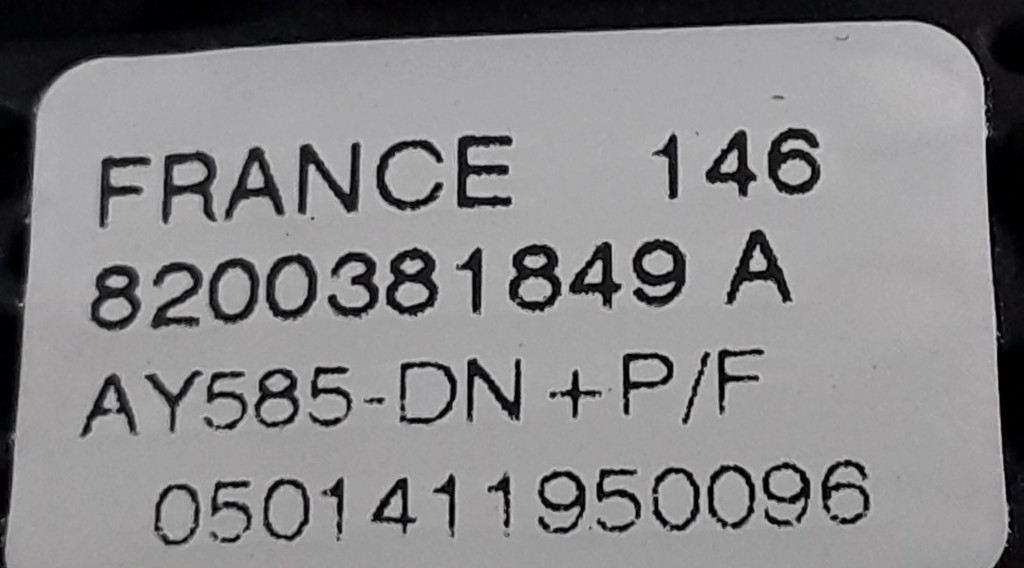 FRANCE 146
8200381849 A
AY585-DN+P/F
0501411950096